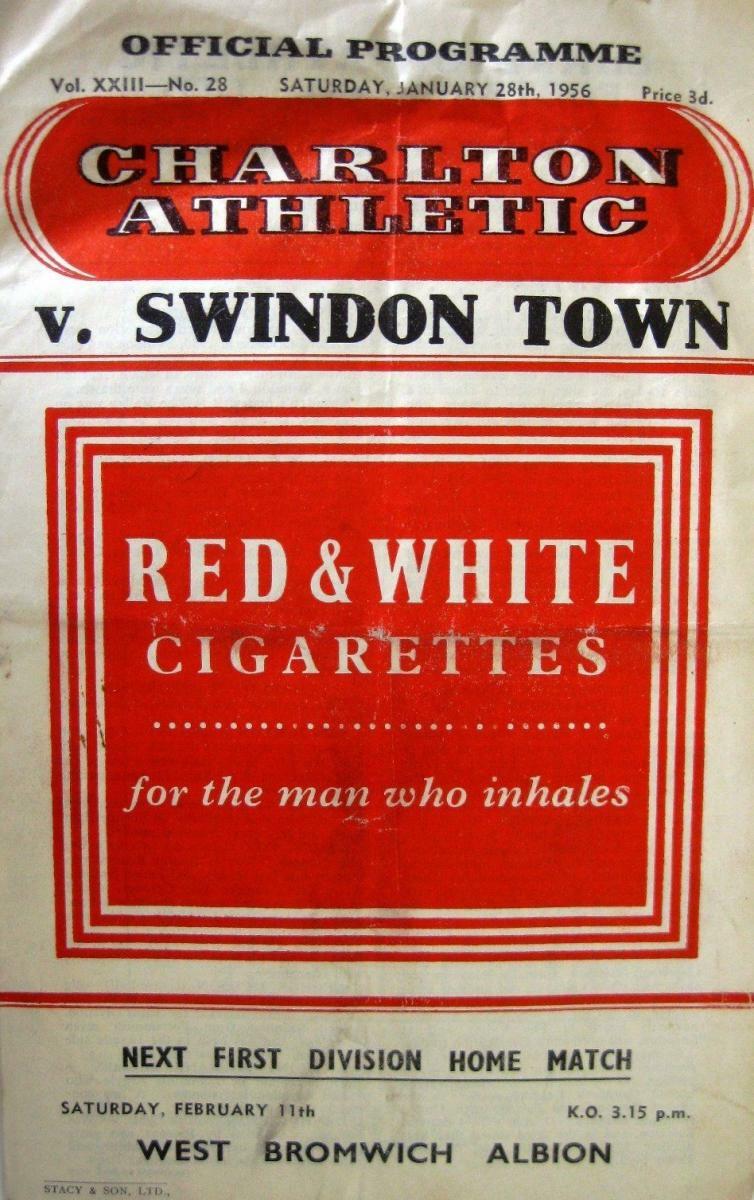 OFFICIAL PROGRAMME
Vol. XXIII—No. 28 SATURDAY, JANUARY 28th, 1956 Price 3d.
CHARLTON
ATHLETIC
v. SWINDON TOWN
RED & WHITE
CIGARETTES
for the man who inhales
NEXT FIRST DIVISION HOME MATCH
SATURDAY, FEBRUARY 11th K.O. 3.15 p.m.
WEST BROMWICH ALBION
STACY & SON, LTD.,